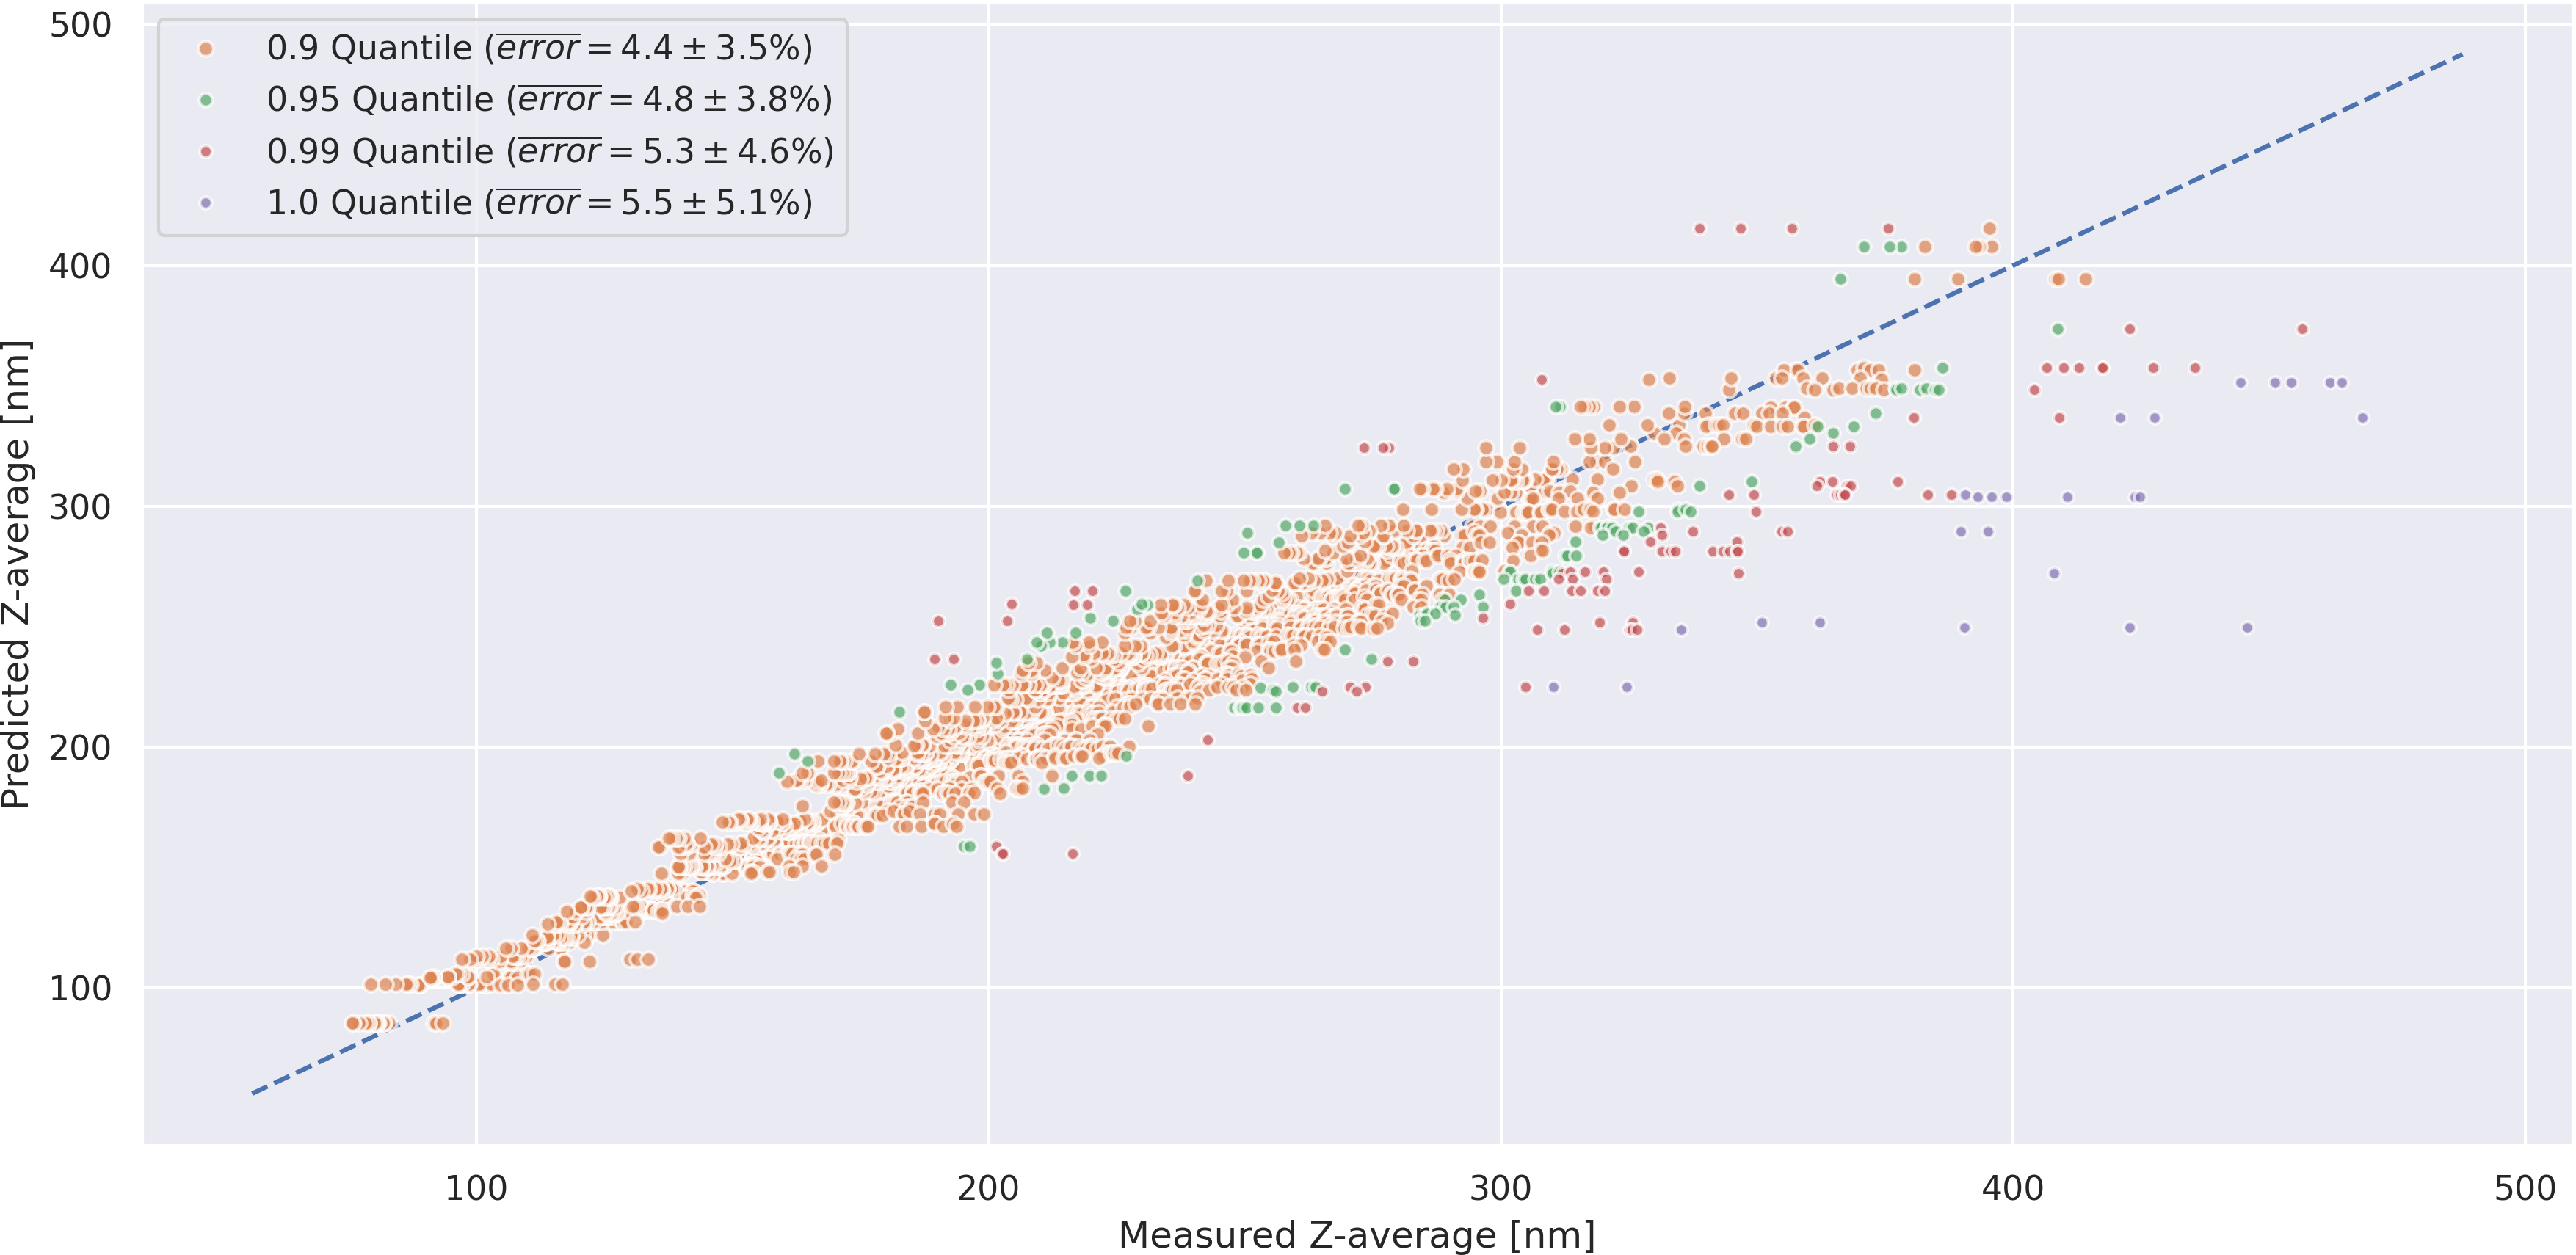 0.9 Quantile (error = 4.4 ± 3.5%)
0.95 Quantile (error = 4.8 ± 3.8%)
0.99 Quantile (error = 5.3 ± 4.6%)
1.0 Quantile (error = 5.5 ± 5.1%)
500
400
300
200
100
Predicted Z-average [nm]
100 200 300 400 500
Measured Z-average [nm]